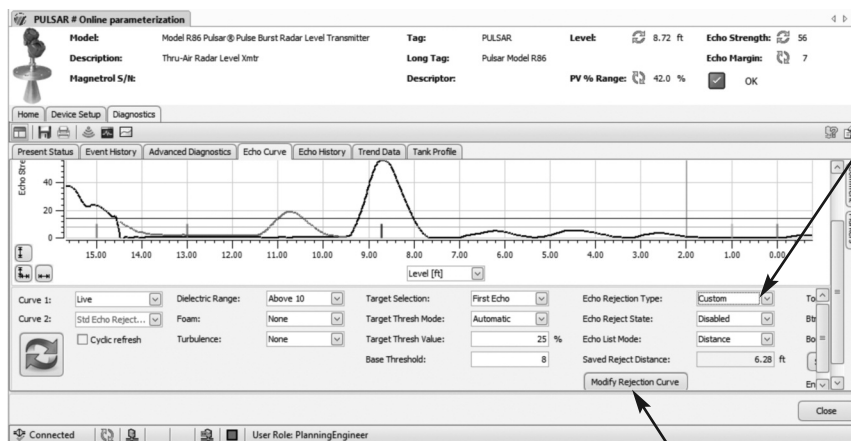 PULSAR # Online parameterization
Model: Model R86 Pulsar® Pulse Burst Radar Level Transmitter Tag: PULSAR Level: 8.72 ft Echo Strength: 56
Description: Thru-Air Radar Level Xmtr Long Tag: Pulsar Model R86 Echo Margin: 7
Magnetrol S/N: Descriptor: PV % Range: 42.0 % OK
Home Device Setup Diagnostics
Present Status Event History Advanced Diagnostics Echo Curve Echo History Trend Data Tank Profile
Echo Stre
40
20
0
15.00 14.00 13.00 12.00 11.00 10.00 9.00 8.00 7.00 6.00 5.00 4.00 3.00 2.00 1.00 0.00
Level [ft]
Curve 1: Live Dielectric Range: Above 10 Target Selection: First Echo Echo Rejection Type: Custom To
Curve 2: Std Echo Reject... Foam: None Target Thresh Mode: Automatic Echo Reject State: Disabled
Cyclic refresh Turbulence: None Target Thresh Value: 25 % Echo List Mode: Distance Bo
Base Threshold: 8 Saved Reject Distance: 6.28 ft
Modify Rejection Curve En
Close
Connected User Role: PlanningEngineer